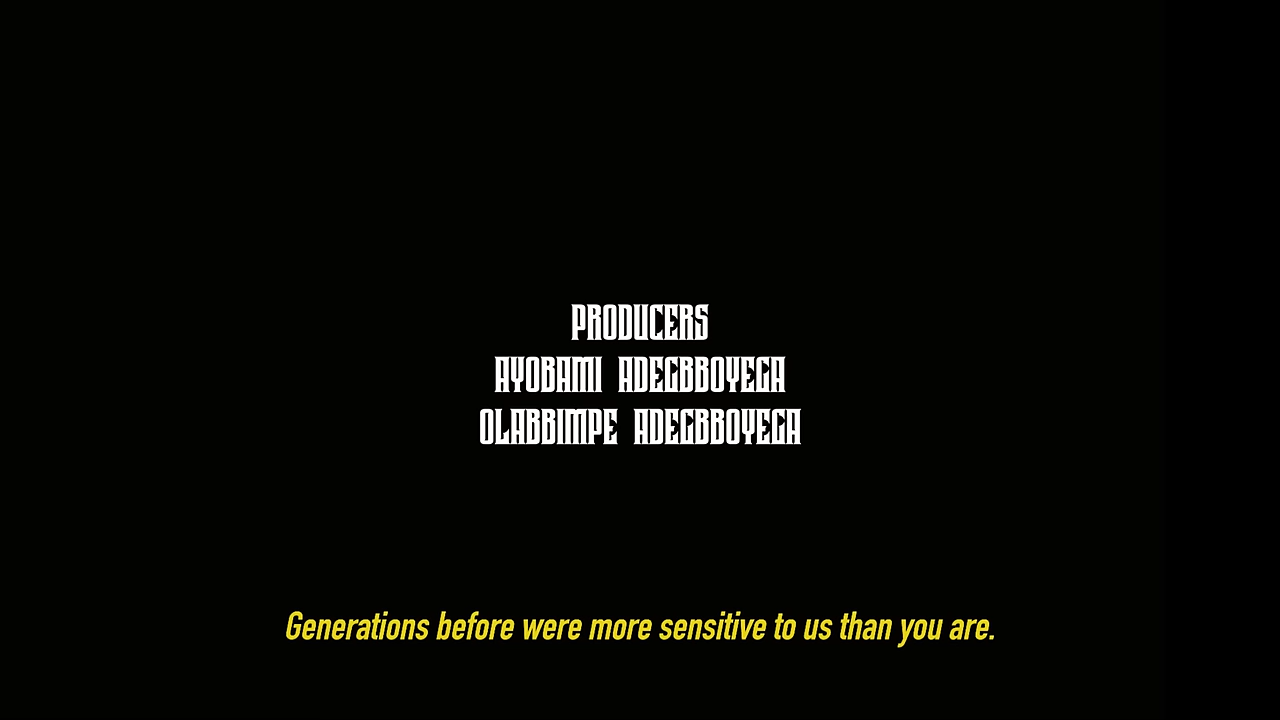 PRODUCERS
AYOBAMI ADEGBBOYEGA
OLABBIMPE ADEGBBOYEGA
Generations before were more sensitive to us than you are.